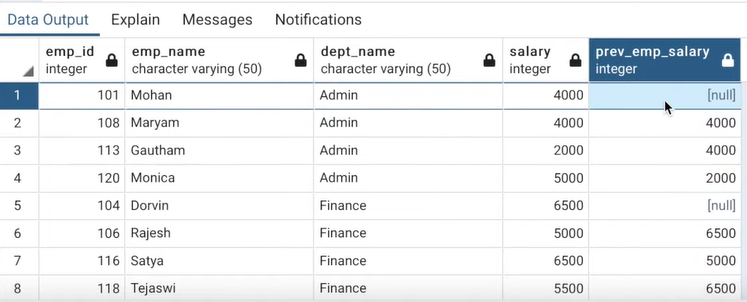 Data Output Explain Messages Notifications
emp_id integer emp_name character varying (50) dept_name character varying (50) salary integer prev_emp_salary integer
1 101 Mohan Admin 4000 [null]
2 108 Maryam Admin 4000 4000
3 113 Gautham Admin 2000 4000
4 120 Monica Admin 5000 2000
5 104 Dorvin Finance 6500 [null]
6 106 Rajesh Finance 5000 6500
7 116 Satya Finance 6500 5000
8 118 Tejaswi Finance 5500 6500